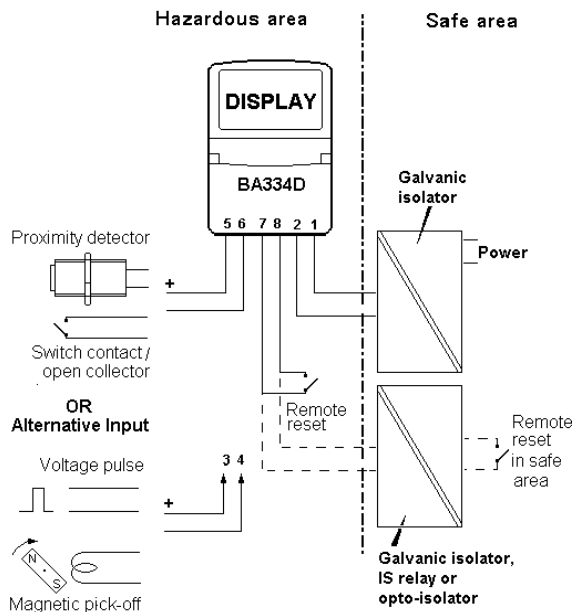 Hazardous area
Safe area
DISPLAY
BA334D
5 6 7 8 2 1
Galvanic
isolator
Power
Proximity detector
+
Switch contact /
open collector
OR
Alternative Input
Remote
reset
Remote
reset
in safe
area
Voltage pulse
3 4
+
N
S
Magnetic pick-off
Galvanic isolator,
IS relay or
opto-isolator